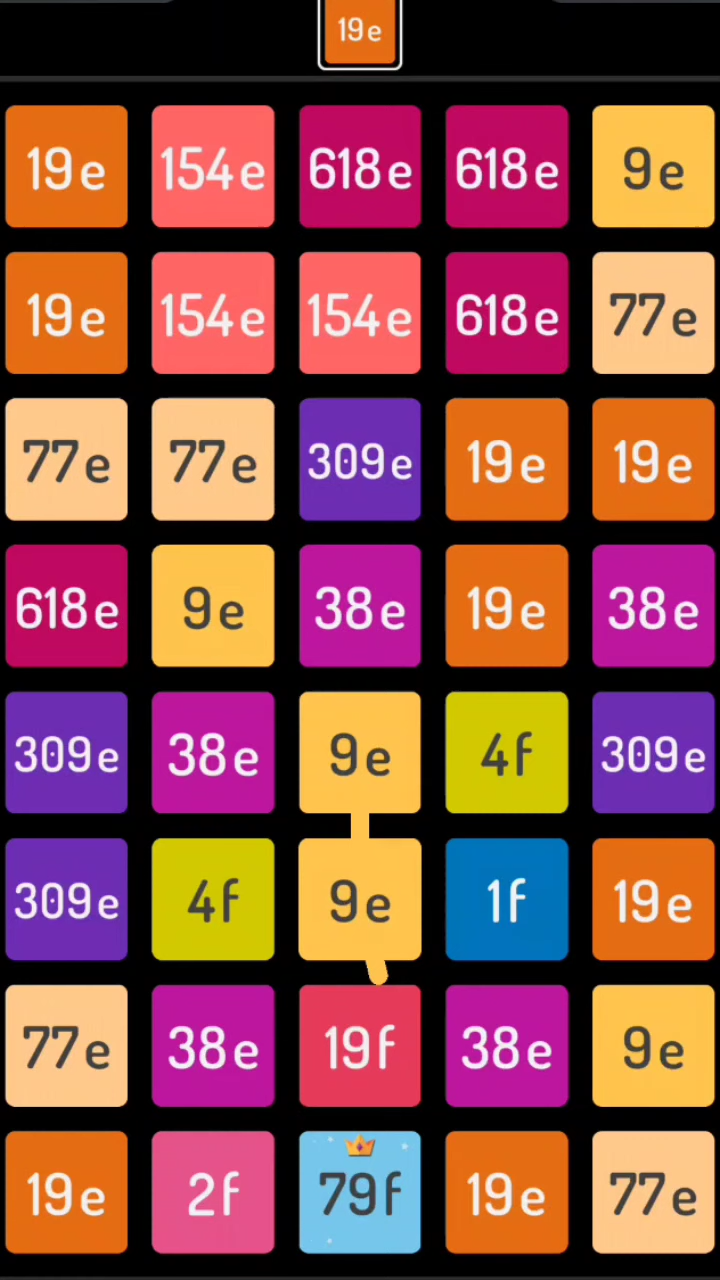 19e
19e 154e 618e 618e 9e
19e 154e 154e 618e 77e
77e 77e 309e 19e 19e
618e 9e 38e 19e 38e
309e 38e 9e 4f 309e
309e 4f 9e 1f 19e
77e 38e 19f 38e 9e
19e 2f 79f 19e 77e